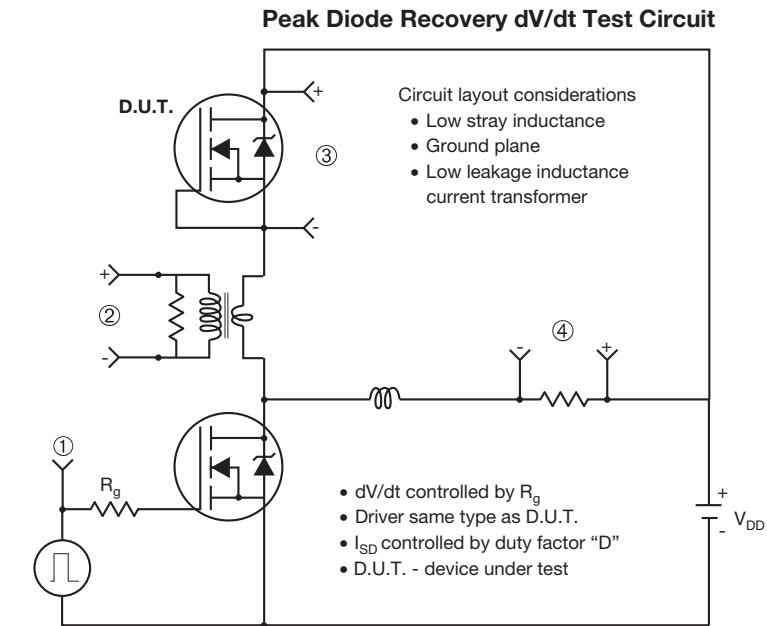 Peak Diode Recovery dV/dt Test Circuit
D.U.T.
+
Circuit layout considerations
• Low stray inductance
• Ground plane
• Low leakage inductance
current transformer
③
-
+
②
-
④
-
+
①
Rg
• dV/dt controlled by Rg
• Driver same type as D.U.T.
• ISD controlled by duty factor “D”
• D.U.T. - device under test
+
VDD
-